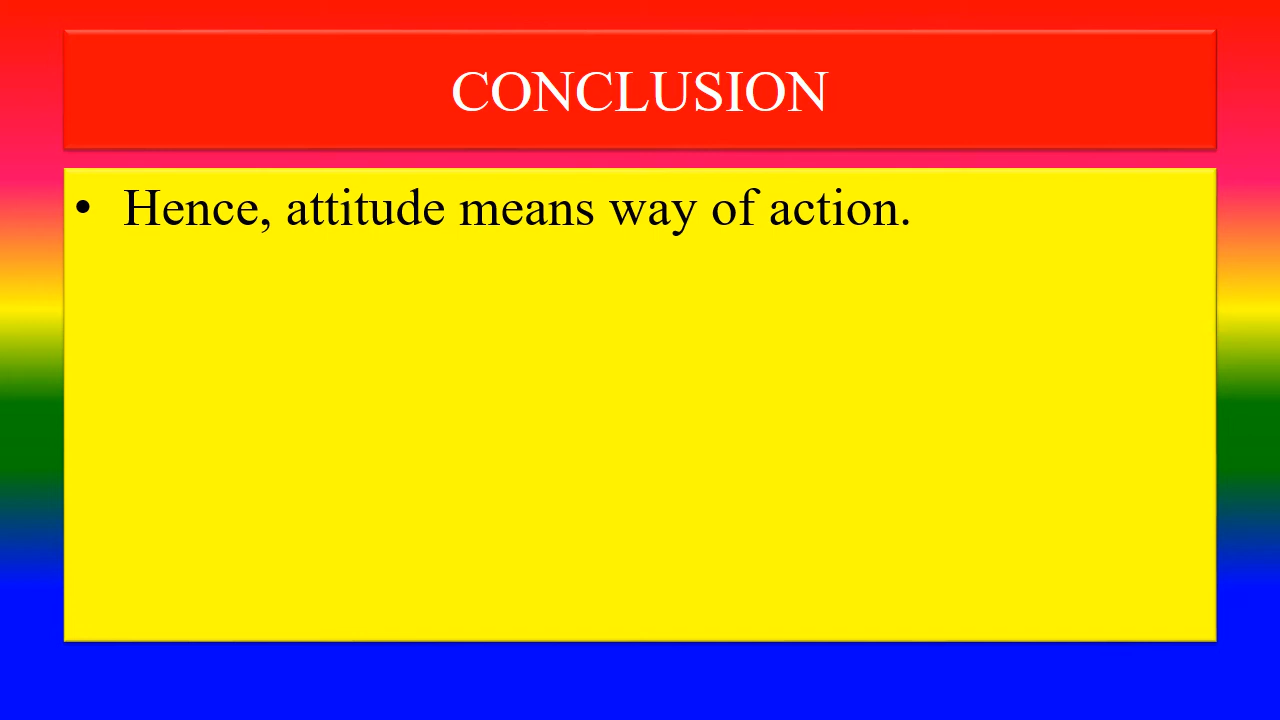 CONCLUSION
• Hence, attitude means way of action.